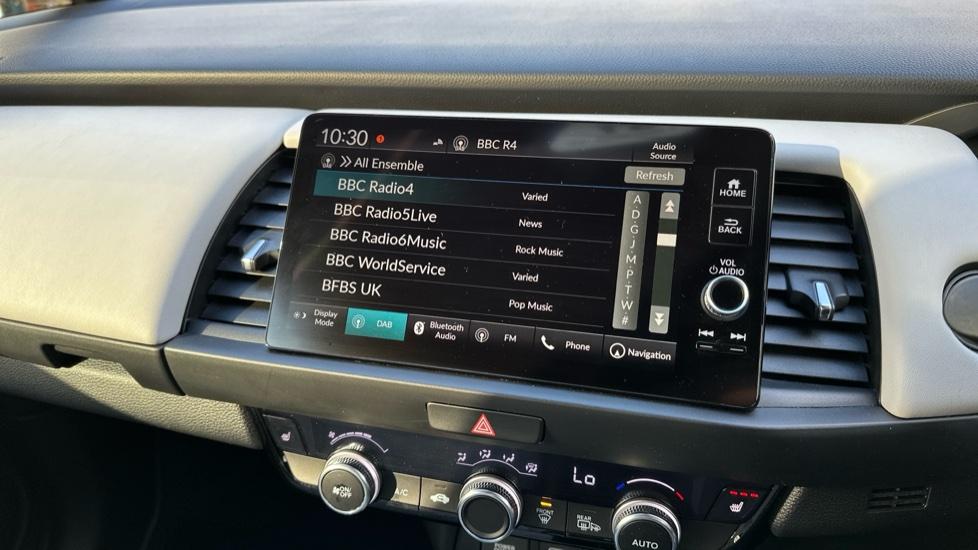 10:30 BBC R4 Audio Source
All Ensemble Refresh
BBC Radio4 Varied
BBC Radio5Live News
BBC Radio6Music Rock Music
BBC WorldService Varied
BFBS UK Pop Music
A
D
G
J
M
P
T
W
#
HOME
BACK
VOL
AUDIO
Display Mode DAB Bluetooth Audio FM Phone Navigation
Lo
ON/OFF
A/C
FRONT
REAR
AUTO
POWER